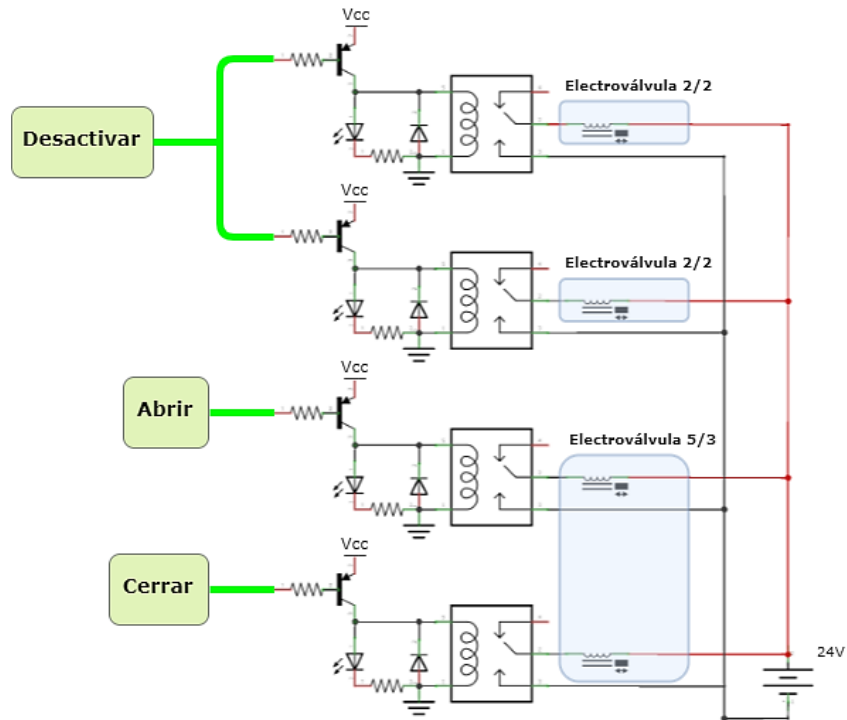 Vcc
Electroválvula 2/2
Desactivar
Vcc
Electroválvula 2/2
Vcc
Abrir
Electroválvula 5/3
Vcc
Cerrar
24V